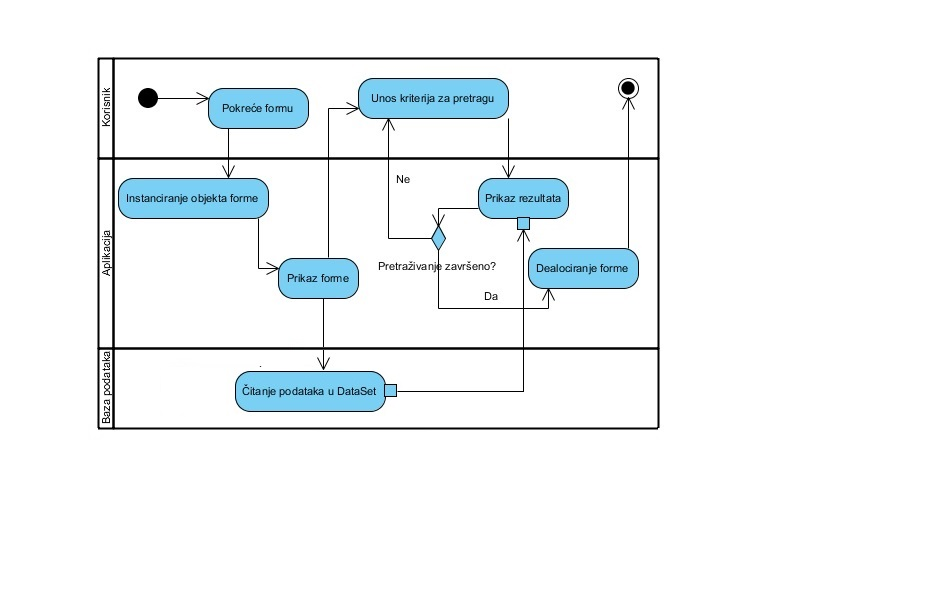 Korisnik
Pokreće formu
Unos kriterija za pretragu
Aplikacija
Instanciranje objekta forme
Ne
Prikaz rezultata
Prikaz forme
Pretraživanje završeno?
Dealociranje forme
Da
Baza podataka
Čitanje podataka u DataSet